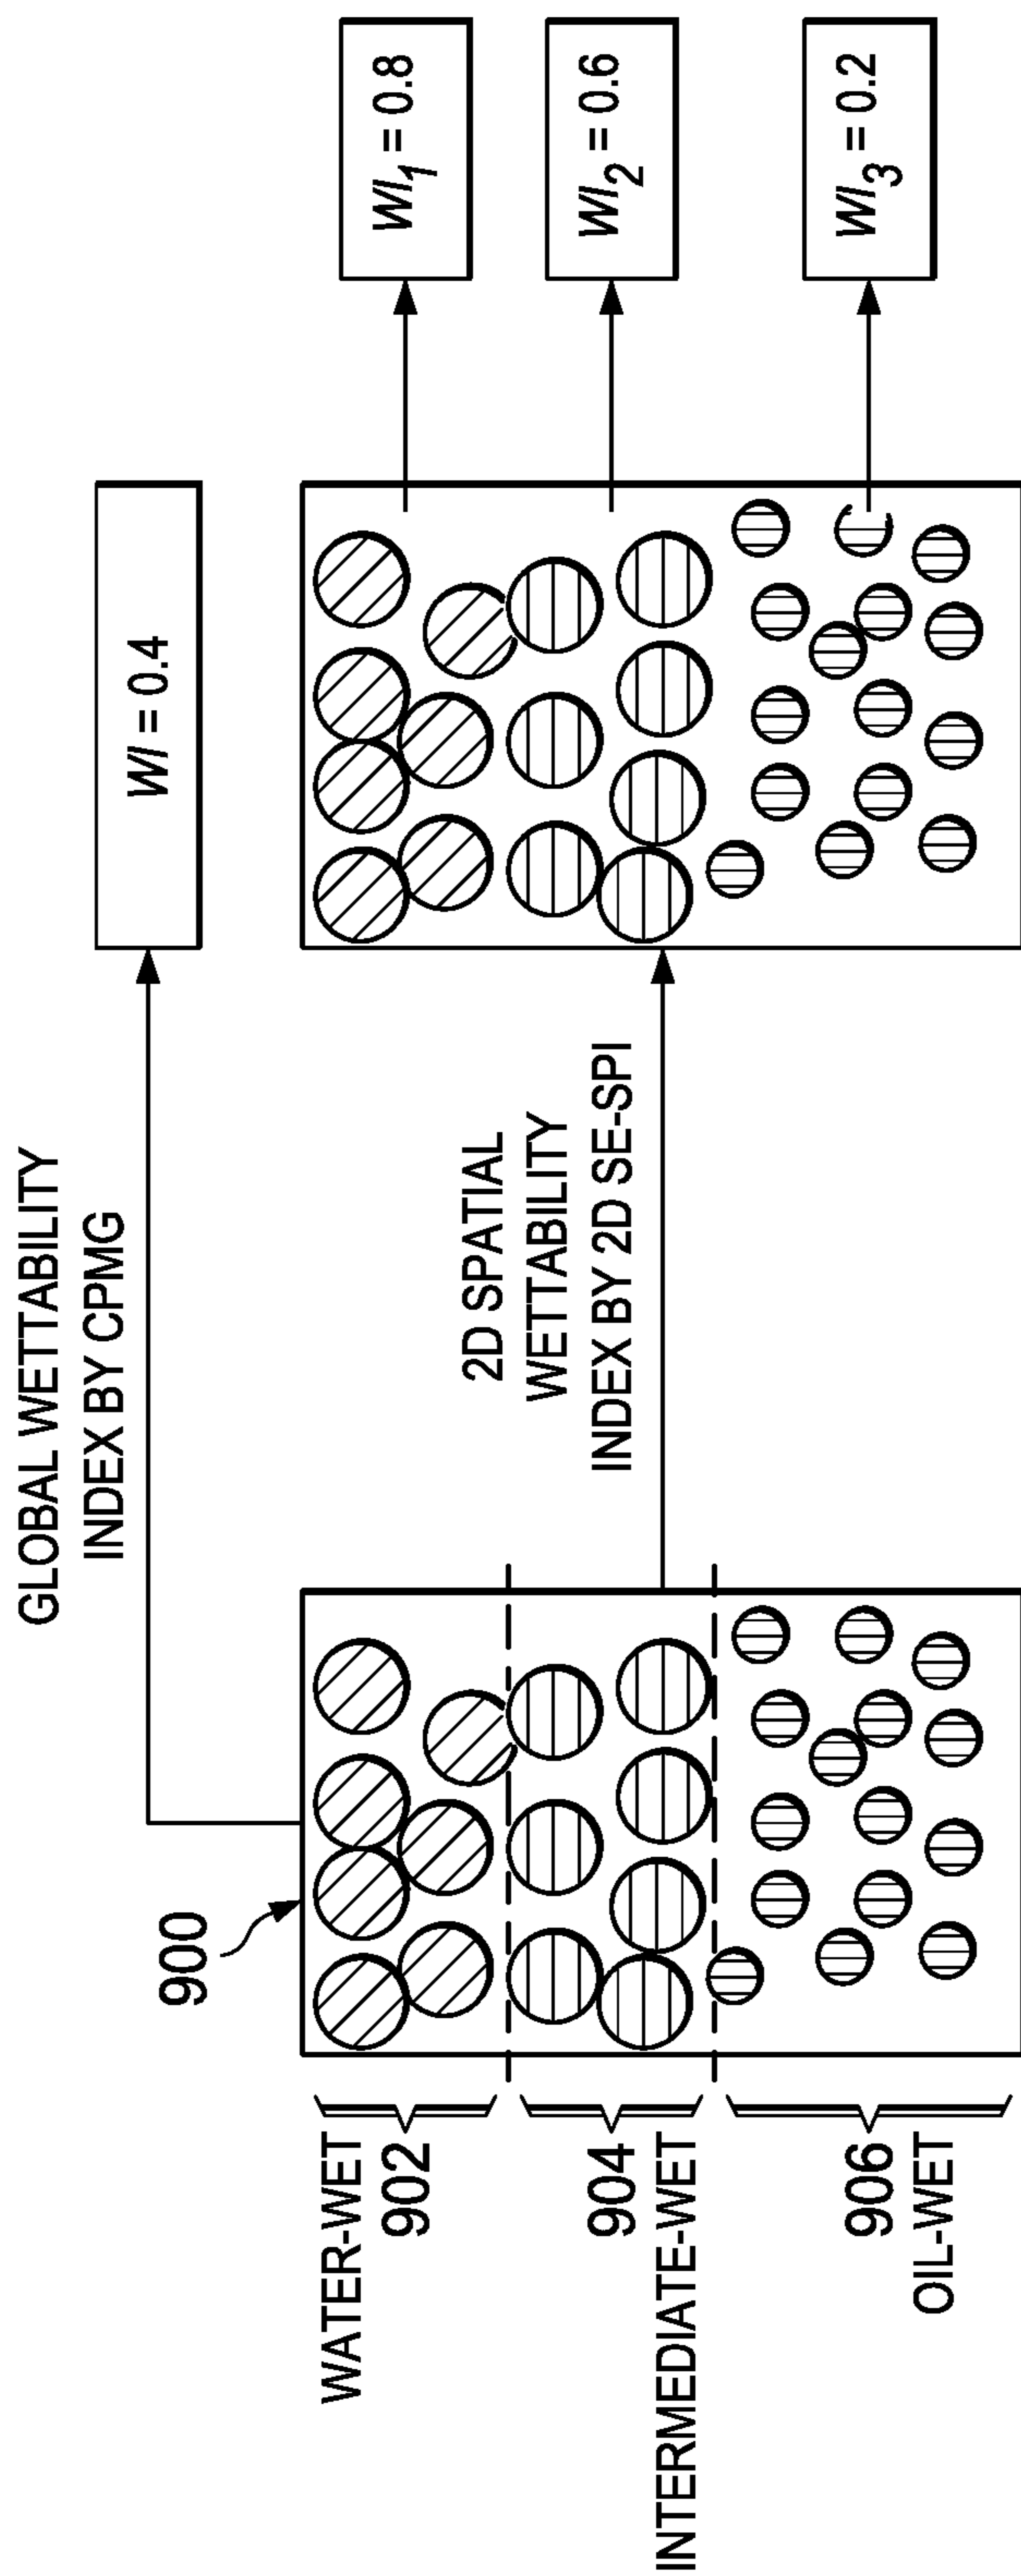 GLOBAL WETTABILITY
INDEX BY CPMG
WI = 0.4
900
WATER-WET
902
904
INTERMEDIATE-WET
906
OIL-WET
2D SPATIAL
WETTABILITY
INDEX BY 2D SE-SPI
WI1 = 0.8
WI2 = 0.6
WI3 = 0.2